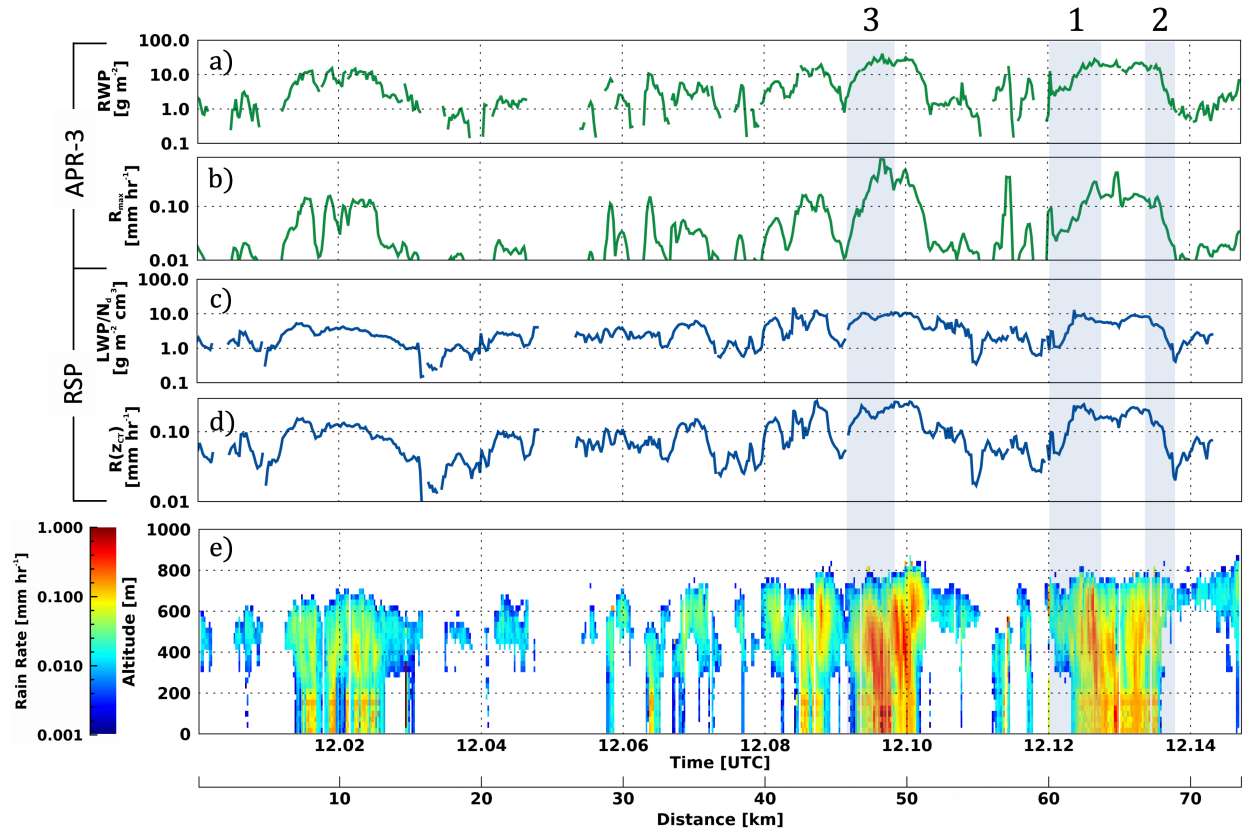 3 1 2
APR-3
RSP
a)
RWP
[g m⁻²]
100.0
10.0
1.0
0.1
b)
Rmax
[mm hr⁻¹]
0.10
0.01
c)
LWP/Nd
[g m⁻² cm³]
100.0
10.0
1.0
0.1
d)
R(zCT)
[mm hr⁻¹]
0.10
0.01
e)
Rain Rate [mm hr⁻¹]
1.000
0.100
0.010
0.001
Altitude [m]
1000
800
600
400
200
0
12.02 12.04 12.06 12.08 12.10 12.12 12.14
Time [UTC]
10 20 30 40 50 60 70
Distance [km]